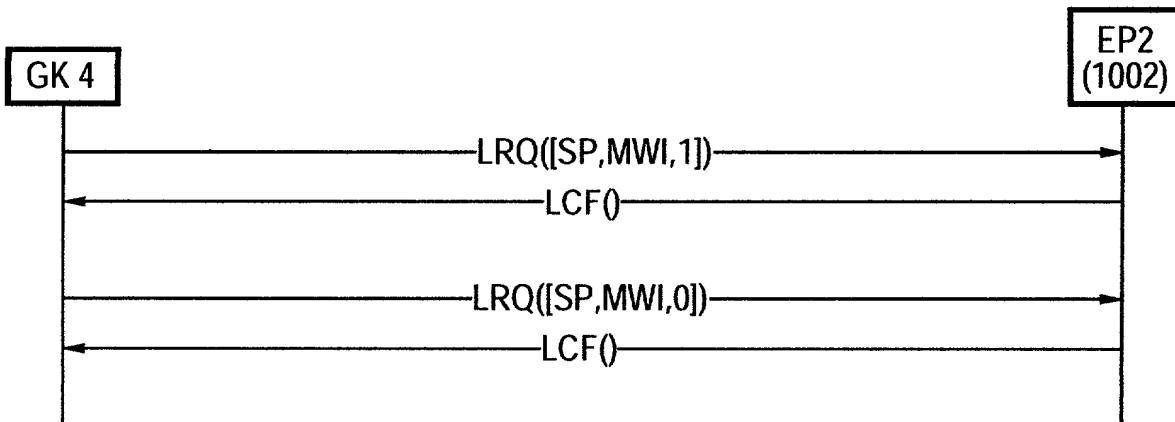 GK 4
EP2
(1002)
LRQ([SP,MWI,1])
LCF()
LRQ([SP,MWI,0])
LCF()